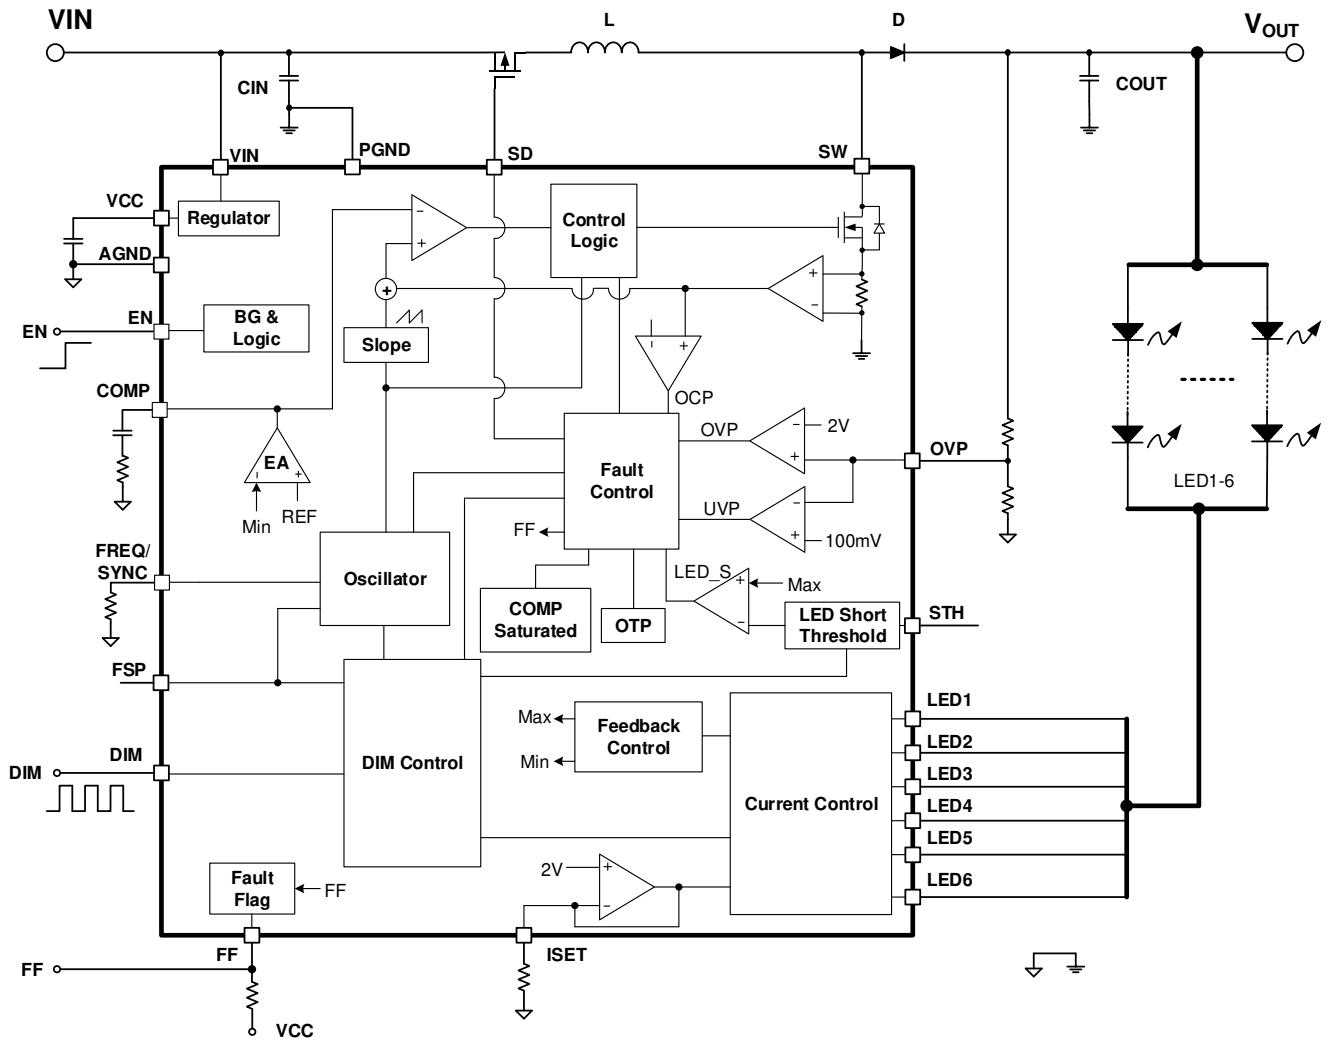 VIN
L
D
VOUT
CIN
COUT
VIN
PGND
SD
SW
VCC
Regulator
Control
Logic
AGND
EN
EN
BG &
Logic
Slope
COMP
OCP
OVP
2V
OVP
EA
Min
REF
Fault
Control
UVP
100mV
FF
LED1-6
FREQ/
SYNC
Oscillator
LED_S
Max
COMP
Saturated
OTP
LED Short
Threshold
STH
FSP
LED1
Max
Feedback
Control
Min
LED2
DIM
DIM
DIM Control
LED3
Current Control
LED4
LED5
2V
LED6
Fault
Flag
FF
FF
ISET
FF
VCC